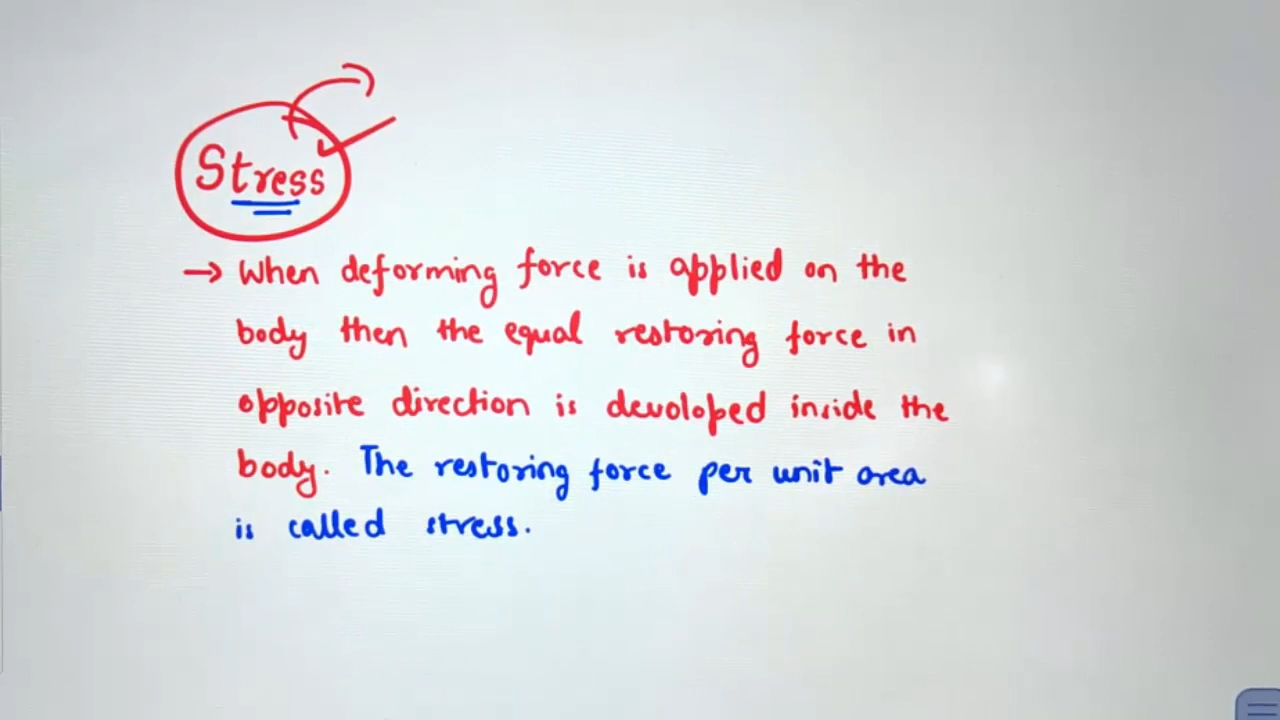 Stress
→ When deforming force is applied on the
body then the equal restoring force in
opposite direction is devoloped inside the
body. The restoring force per unit area
is called stress.